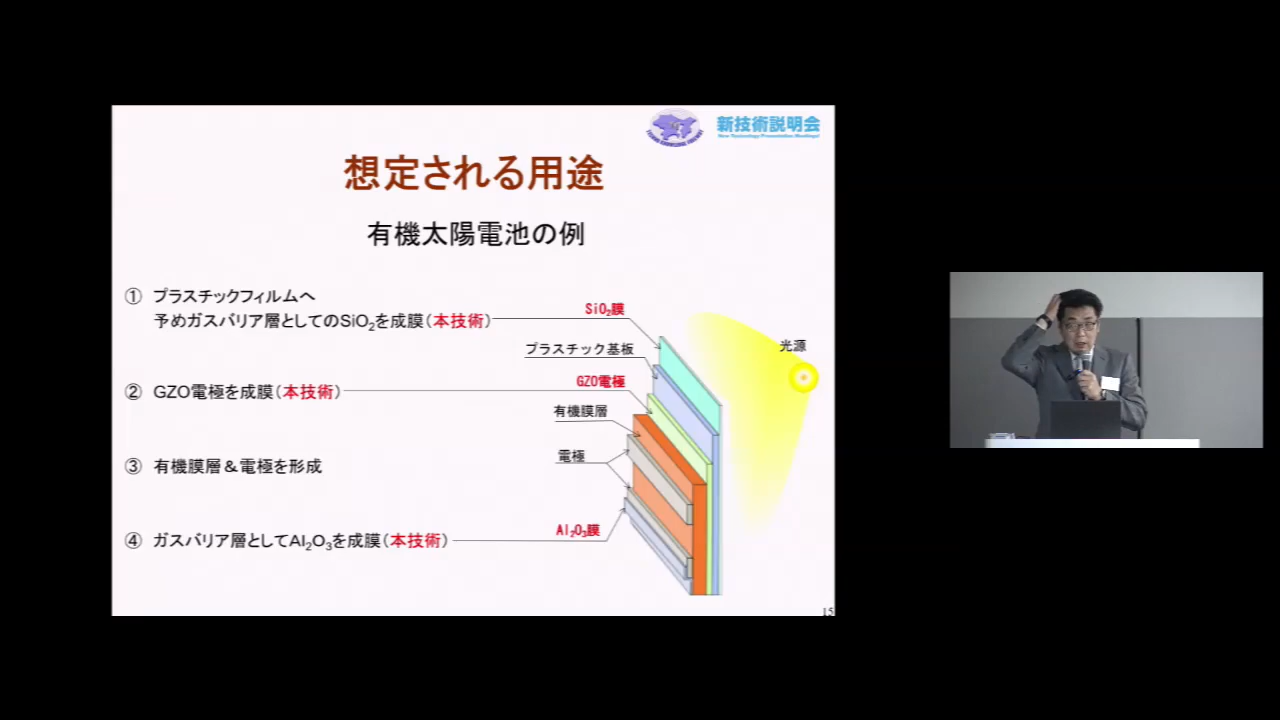 新技術説明会
New Technology Presentation Meetings!
想定される用途
有機太陽電池の例
① プラスチックフィルムへ
予めガスバリア層としてのSiO₂を成膜(本技術)
SiO₂膜
プラスチック基板
光源
② GZO電極を成膜(本技術)
GZO電極
有機膜層
③ 有機膜層&電極を形成
電極
④ ガスバリア層としてAl₂O₃を成膜(本技術)
Al₂O₃膜
15